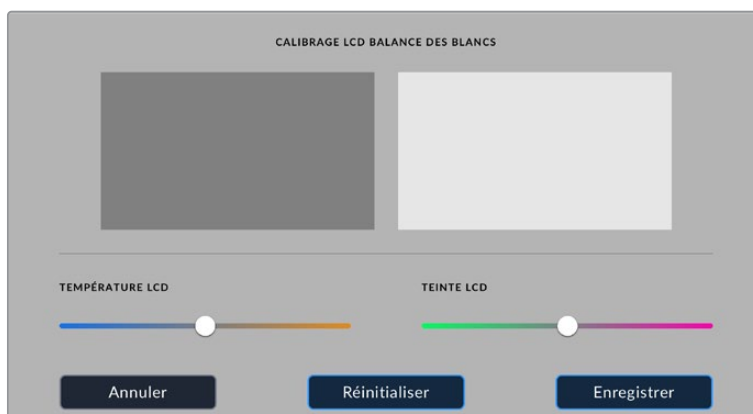 CALIBRAGE LCD BALANCE DES BLANCS
TEMPÉRATURE LCD TEINTE LCD
Annuler Réinitialiser Enregistrer